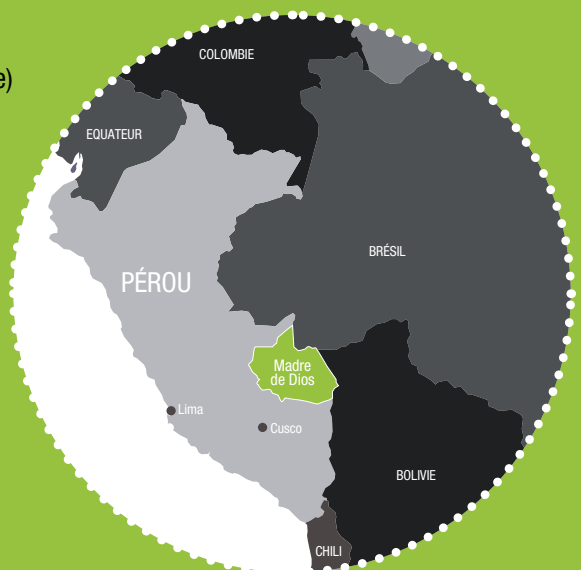 e)
COLOMBIE
EQUATEUR
BRÉSIL
PÉROU
Madre
de Dios
Lima
Cusco
BOLIVIE
CHILI